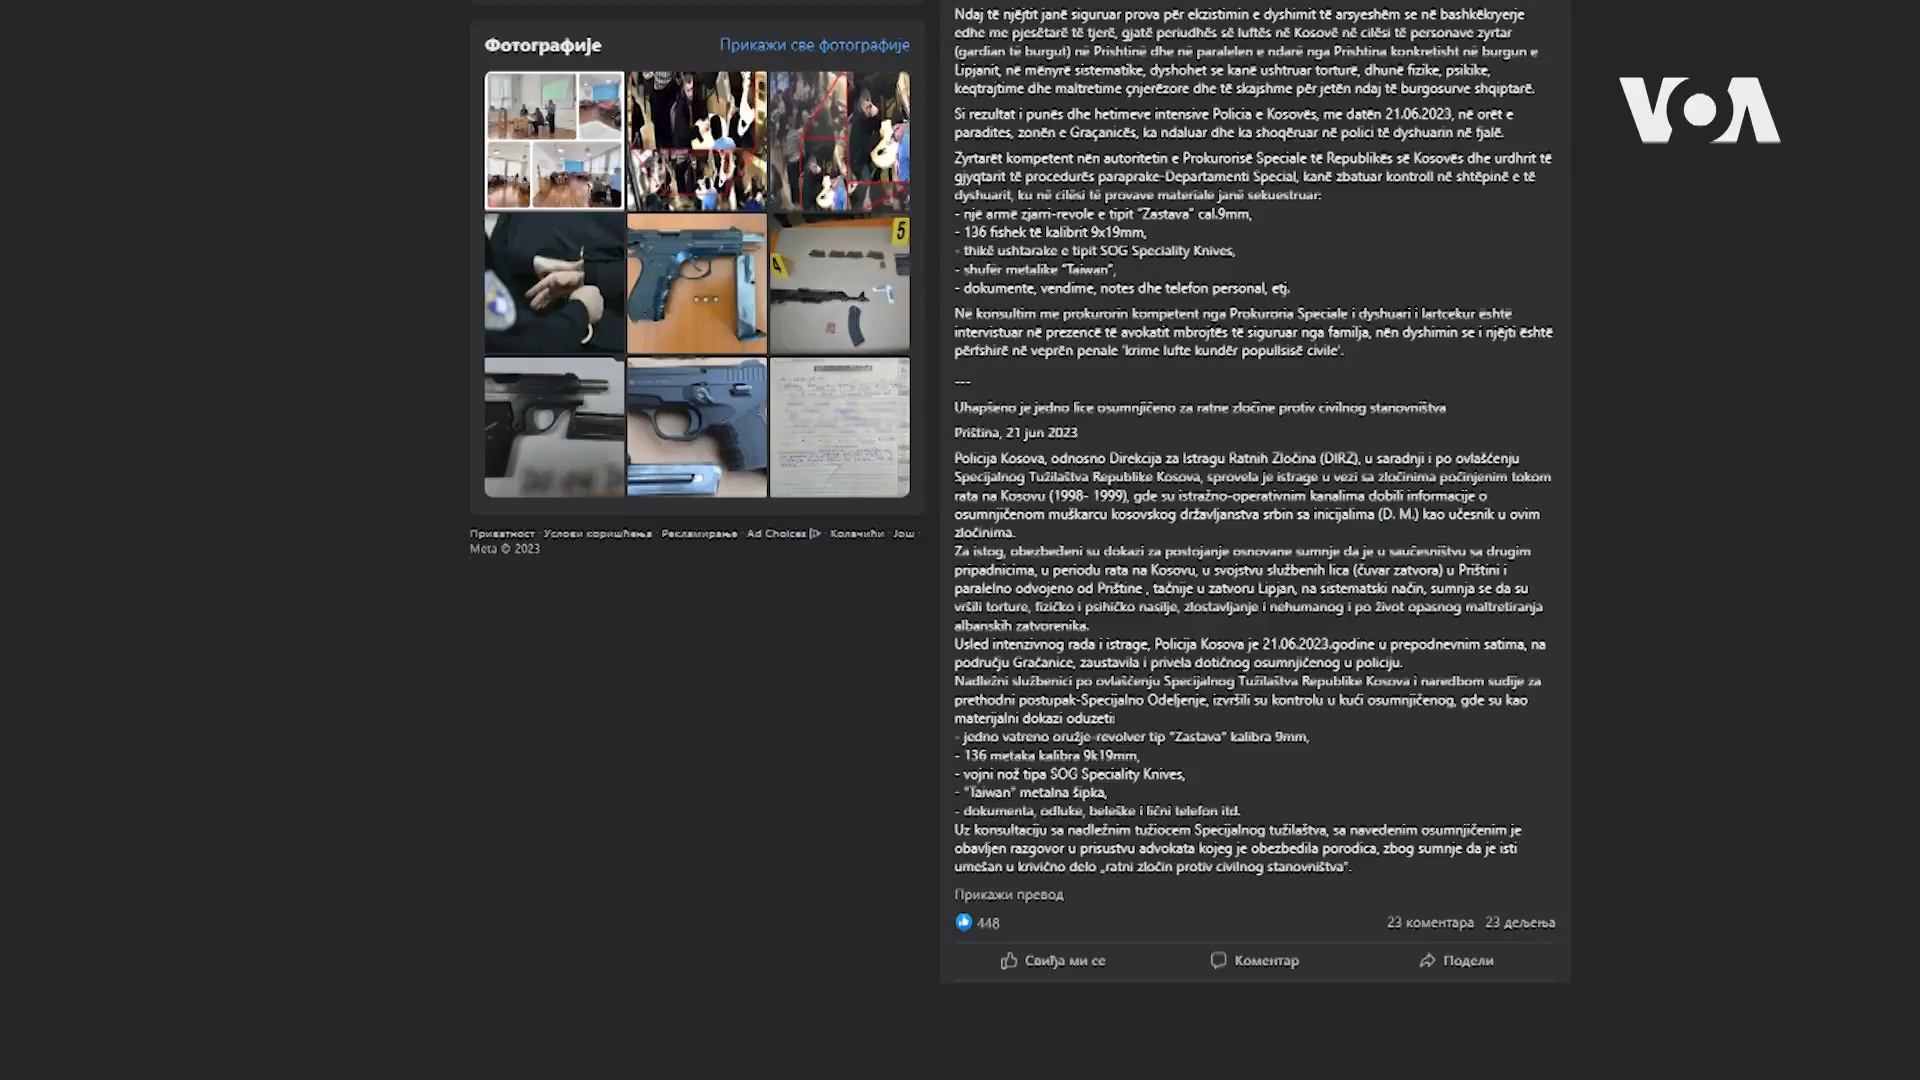 Фотографије
Прикажи све фотографије
5
4
Приватност Услови коришћења Рекламирање Ad Choices Колачићи Још
Meta © 2023
Ndaj të njëjtit janë siguruar prova për ekzistimin e dyshimit të arsyeshëm se në bashkëkryerje
edhe me pjesëtarë të tjerë, gjatë periudhës së luftës në Kosovë në cilësi të personave zyrtar
(gardian të burgut) në Prishtinë dhe në paralelen e ndarë nga Prishtina konkretisht në burgun e
Lipjanit, në mënyrë sistematike, dyshohet se kanë ushtruar torturë, dhunë fizike, psikike,
keqtrajtime dhe maltretime çnjerëzore dhe të skajshme për jetën ndaj të burgosurve shqiptarë.
Si rezultat i punës dhe hetimeve intensive Policia e Kosovës, me datën 21.06.2023, në orët e
paradites, zonën e Graçanicës, ka ndaluar dhe ka shoqëruar në polici të dyshuarin në fjalë.
Zyrtarët kompetent nën autoritetin e Prokurorisë Speciale të Republikës së Kosovës dhe urdhrit të
gjyqtarit të procedurës paraprake-Departamenti Special, kanë zbatuar kontroll në shtëpinë e të
dyshuarit, ku në cilësi të provave materiale janë sekuestruar:
- një armë zjarri-revole e tipit “Zastava” cal.9mm,
- 136 fishek të kalibrit 9x19mm,
- thikë ushtarake e tipit SOG Speciality Knives,
- shufër metalike “Taiwan”,
- dokumente, vendime, notes dhe telefon personal, etj.
Në konsultim me prokurorin kompetent nga Prokuroria Speciale i dyshuari i lartcekur është
intervistuar në prezencë të avokatit mbrojtës të siguruar nga familja, nën dyshimin se i njëjti është
përfshirë në veprën penale ‘krime lufte kundër popullsisë civile’.
---
Uhapšeno je jedno lice osumnjičeno za ratne zločine protiv civilnog stanovništva
Priština, 21 jun 2023
Policija Kosova, odnosno Direkcija za Istragu Ratnih Zločina (DIRZ), u saradnji i po ovlašćenju
Specijalnog Tužilaštva Republike Kosova, sprovela je istrage u vezi sa zločinima počinjenim tokom
rata na Kosovu (1998- 1999), gde su istražno-operativnim kanalima dobili informacije o
osumnjičenom muškarcu kosovskog državljanstva srbin sa inicijalima (D. M.) kao učesnik u ovim
zločinima.
Za istog, obezbeđeni su dokazi za postojanje osnovane sumnje da je u saučesništvu sa drugim
pripadnicima, u periodu rata na Kosovu, u svojstvu službenih lica (čuvar zatvora) u Prištini i
paralelno odvojeno od Prištine , tačnije u zatvoru Lipjan, na sistematski način, sumnja se da su
vršili torture, fizičko i psihičko nasilje, zlostavljanje i nehumanog i po život opasnog maltretiranja
albanskih zatvorenika.
Usled intenzivnog rada i istrage, Policija Kosova je 21.06.2023.godine u prepodnevnim satima, na
području Gračanice, zaustavila i privela dotičnog osumnjičenog u policiju.
Nadležni službenici po ovlašćenju Specijalnog Tužilaštva Republike Kosova i naredbom sudije za
prethodni postupak-Specijalno Odeljenje, izvršili su kontrolu u kući osumnjičenog, gde su kao
materijalni dokazi oduzeti:
- jedno vatreno oružje-revolver tip "Zastava" kalibra 9mm,
- 136 metaka kalibra 9k19mm,
- vojni nož tipa SOG Speciality Knives,
- "Taiwan" metalna šipka,
- dokumenta, odluke, beleške i lični telefon itd.
Uz konsultaciju sa nadležnim tužiocem Specijalnog tužilaštva, sa navedenim osumnjičenim je
obavljen razgovor u prisustvu advokata kojeg je obezbedila porodica, zbog sumnje da je isti
umešan u krivično delo „ratni zločin protiv civilnog stanovništva".
Прикажи превод
448
23 коментара 23 дељења
Свиђа ми се Коментар Подели
VOA